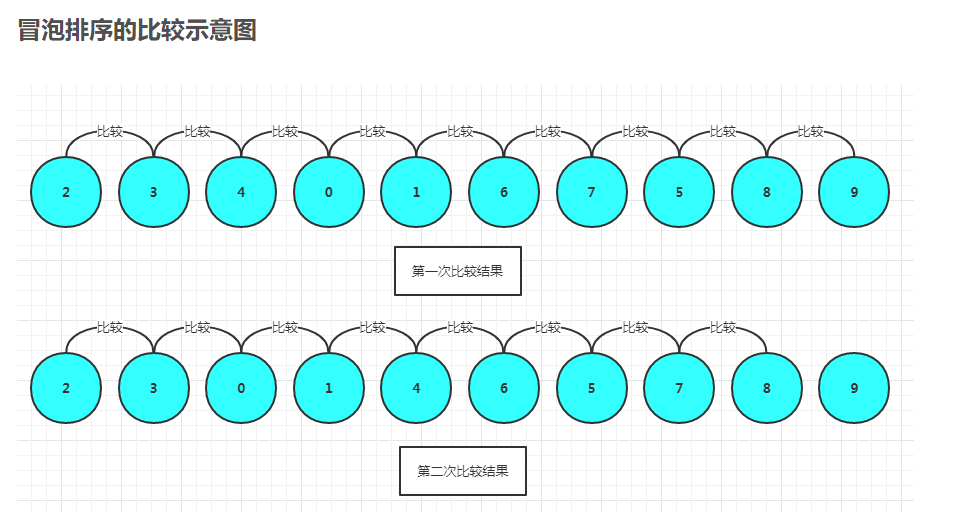 冒泡排序的比较示意图
比较 比较 比较 比较 比较 比较 比较 比较 比较
2 3 4 0 1 6 7 5 8 9
第一次比较结果
比较 比较 比较 比较 比较 比较 比较 比较
2 3 0 1 4 6 5 7 8 9
第二次比较结果